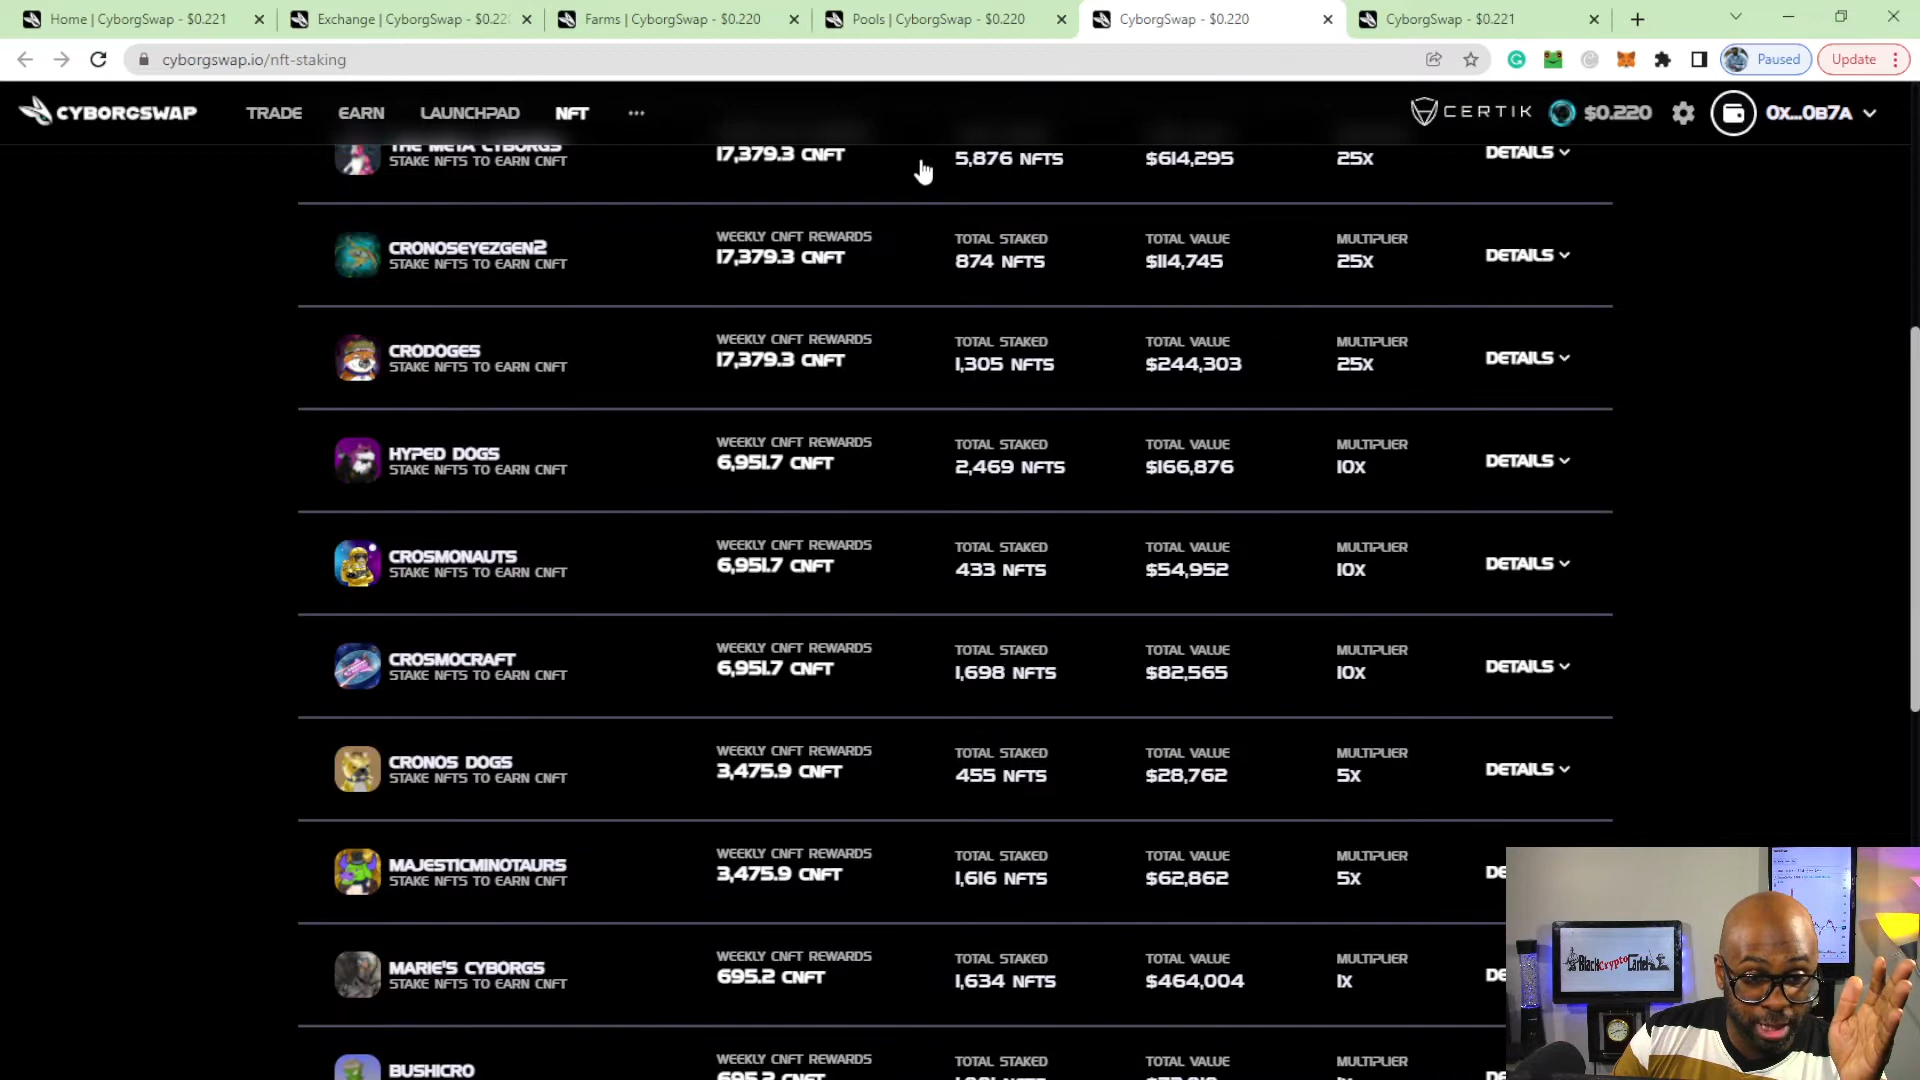 Home | CyborgSwap - $0.221
Exchange | CyborgSwap - $0.22
Farms | CyborgSwap - $0.220
Pools | CyborgSwap - $0.220
CyborgSwap - $0.220
CyborgSwap - $0.221
cyborgswap.io/nft-staking
Paused
Update
CYBORGSWAP
TRADE
EARN
LAUNCHPAD
NFT
CERTIK
$0.220
0X...0B7A
THE META CYBORGS
STAKE NFTS TO EARN CNFT
17,379.3 CNFT
5,876 NFTS
$614,295
25X
DETAILS
CRONOSEYEZGEN2
STAKE NFTS TO EARN CNFT
WEEKLY CNFT REWARDS
17,379.3 CNFT
TOTAL STAKED
874 NFTS
TOTAL VALUE
$114,745
MULTIPLIER
25X
DETAILS
CRODOGES
STAKE NFTS TO EARN CNFT
WEEKLY CNFT REWARDS
17,379.3 CNFT
TOTAL STAKED
1,305 NFTS
TOTAL VALUE
$244,303
MULTIPLIER
25X
DETAILS
HYPED DOGS
STAKE NFTS TO EARN CNFT
WEEKLY CNFT REWARDS
6,951.7 CNFT
TOTAL STAKED
2,469 NFTS
TOTAL VALUE
$166,876
MULTIPLIER
10X
DETAILS
CROSMONAUTS
STAKE NFTS TO EARN CNFT
WEEKLY CNFT REWARDS
6,951.7 CNFT
TOTAL STAKED
433 NFTS
TOTAL VALUE
$54,952
MULTIPLIER
10X
DETAILS
CROSMOCRAFT
STAKE NFTS TO EARN CNFT
WEEKLY CNFT REWARDS
6,951.7 CNFT
TOTAL STAKED
1,698 NFTS
TOTAL VALUE
$82,565
MULTIPLIER
10X
DETAILS
CRONOS DOGS
STAKE NFTS TO EARN CNFT
WEEKLY CNFT REWARDS
3,475.9 CNFT
TOTAL STAKED
455 NFTS
TOTAL VALUE
$28,762
MULTIPLIER
5X
DETAILS
MAJESTICMINOTAURS
STAKE NFTS TO EARN CNFT
WEEKLY CNFT REWARDS
3,475.9 CNFT
TOTAL STAKED
1,616 NFTS
TOTAL VALUE
$62,862
MULTIPLIER
5X
DE
MARIE'S CYBORGS
STAKE NFTS TO EARN CNFT
WEEKLY CNFT REWARDS
695.2 CNFT
TOTAL STAKED
1,634 NFTS
TOTAL VALUE
$464,004
MULTIPLIER
1X
DE
BUSHICRO
WEEKLY CNFT REWARDS
695.2 CNFT
TOTAL STAKED
TOTAL VALUE
MULTIPLIER
DE
BlackCryptoCartel